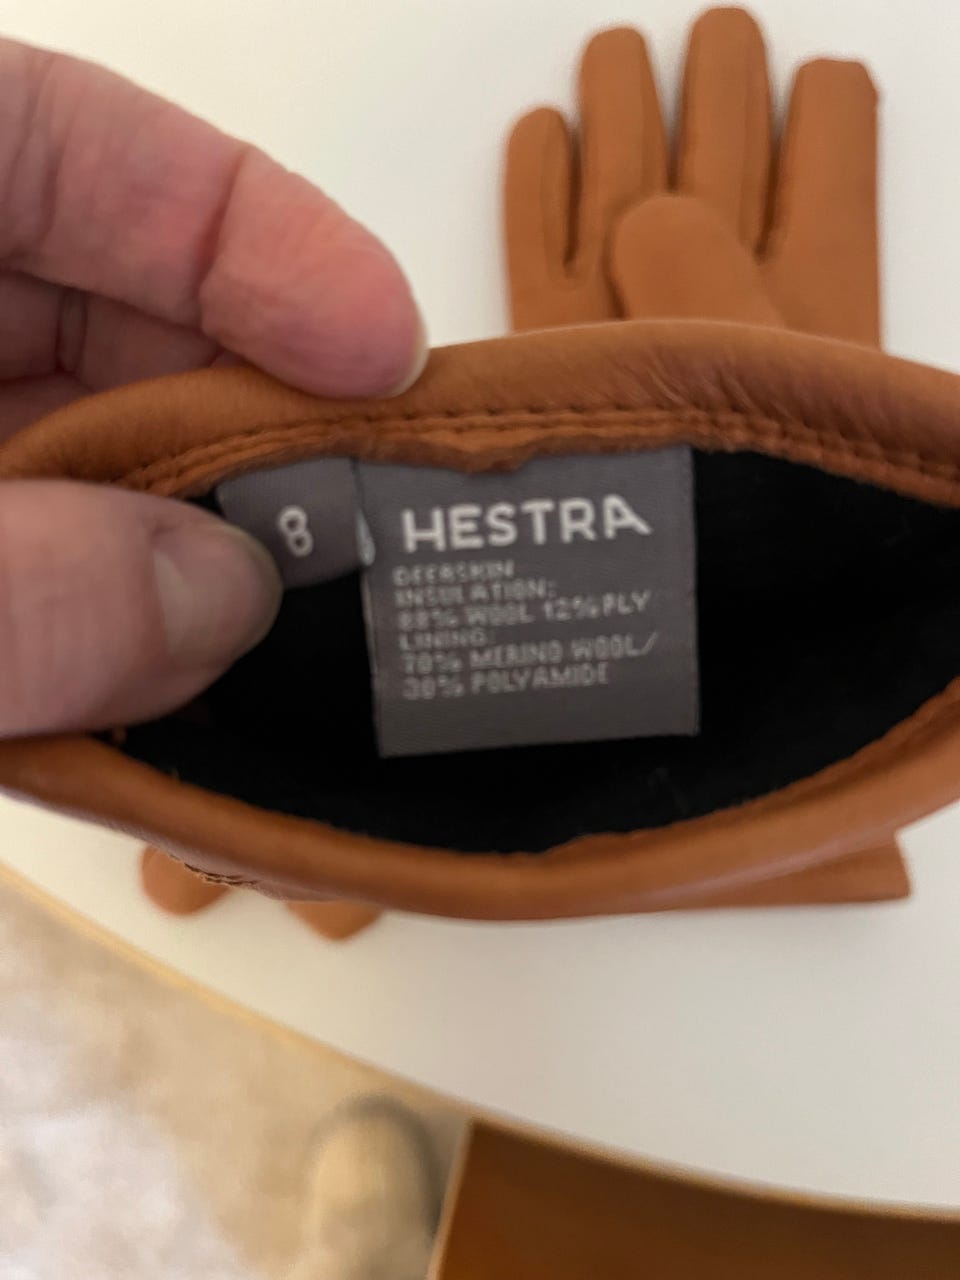 8
HESTRA
DEERSKIN
INSULATION:
88% WOOL 12% PLY
LINING:
70% MERINO WOOL/
30% POLYAMIDE